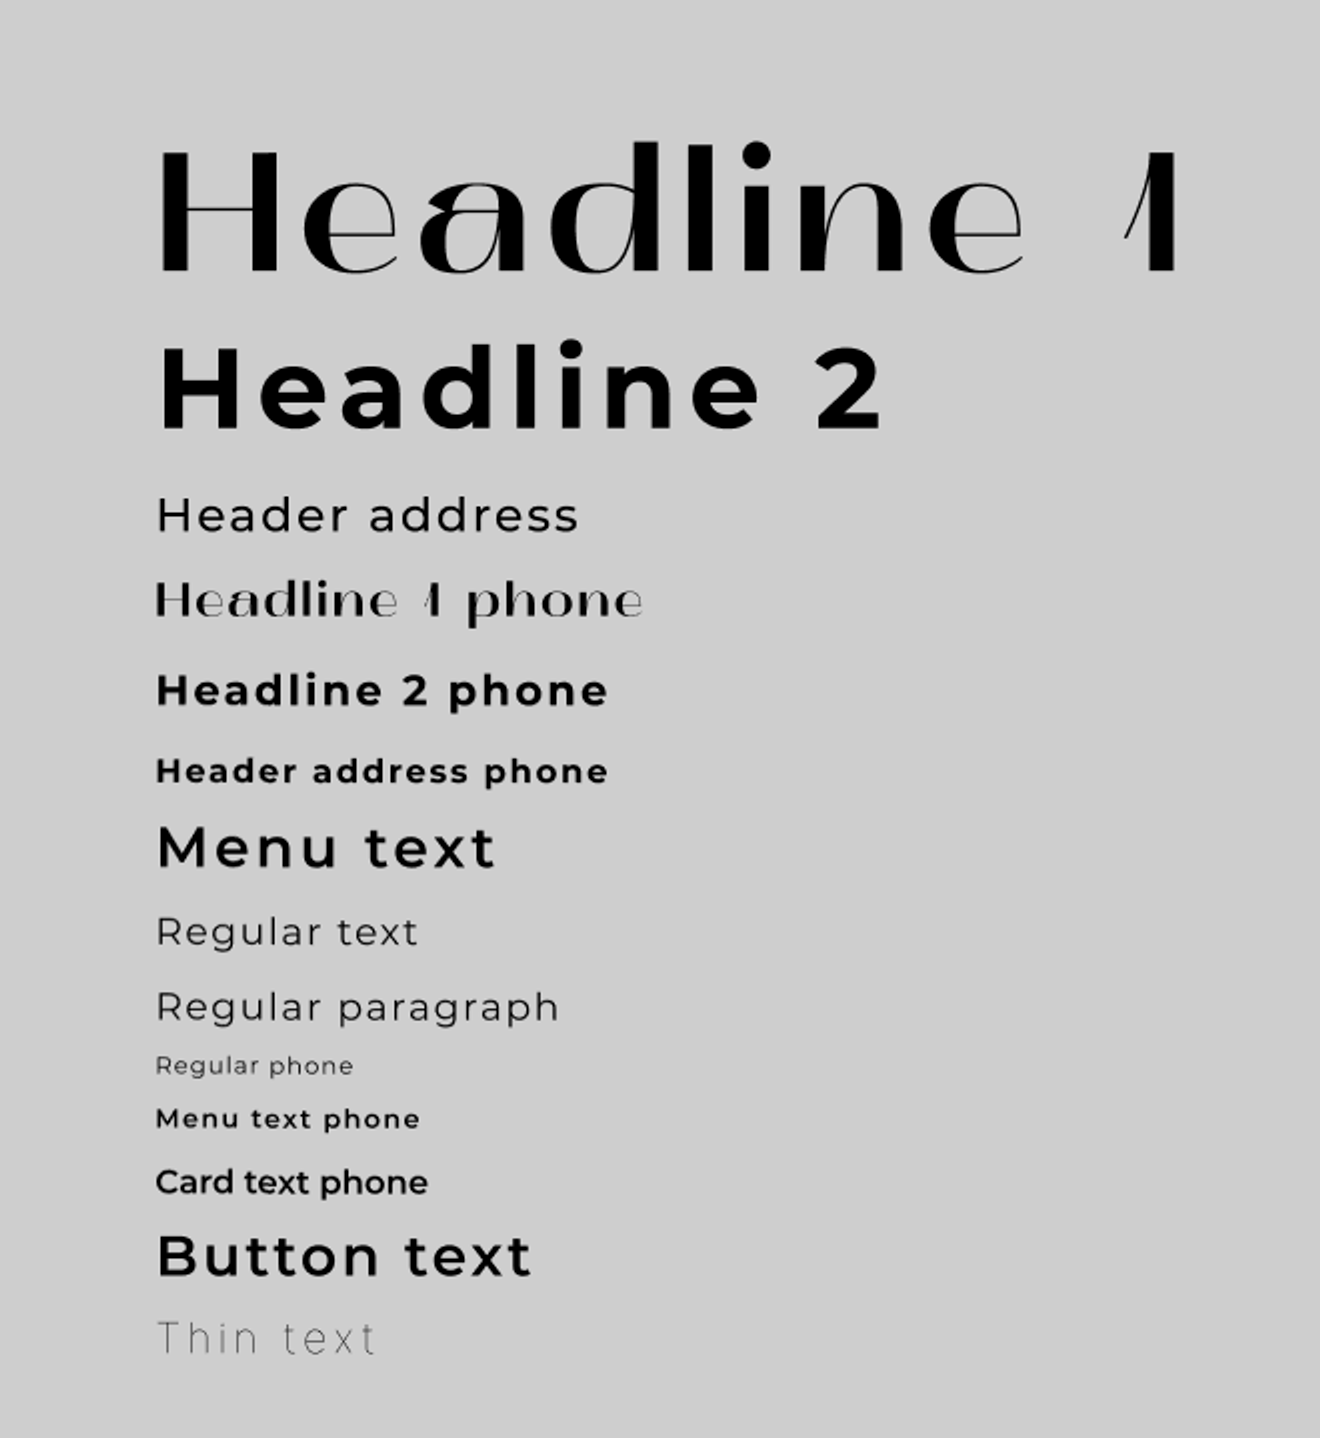 Headline 1
Headline 2
Header address
Headline 1 phone
Headline 2 phone
Header address phone
Menu text
Regular text
Regular paragraph
Regular phone
Menu text phone
Card text phone
Button text
Thin text